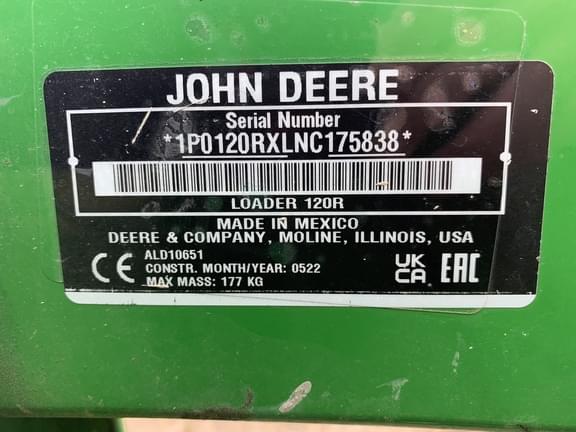 JOHN DEERE
Serial Number
*1P0120RXLNC175838*
LOADER 120R
MADE IN MEXICO
DEERE & COMPANY, MOLINE, ILLINOIS, USA
CE
ALD10651
CONSTR. MONTH/YEAR: 0522
MAX MASS: 177 KG
UK
CA
EAC